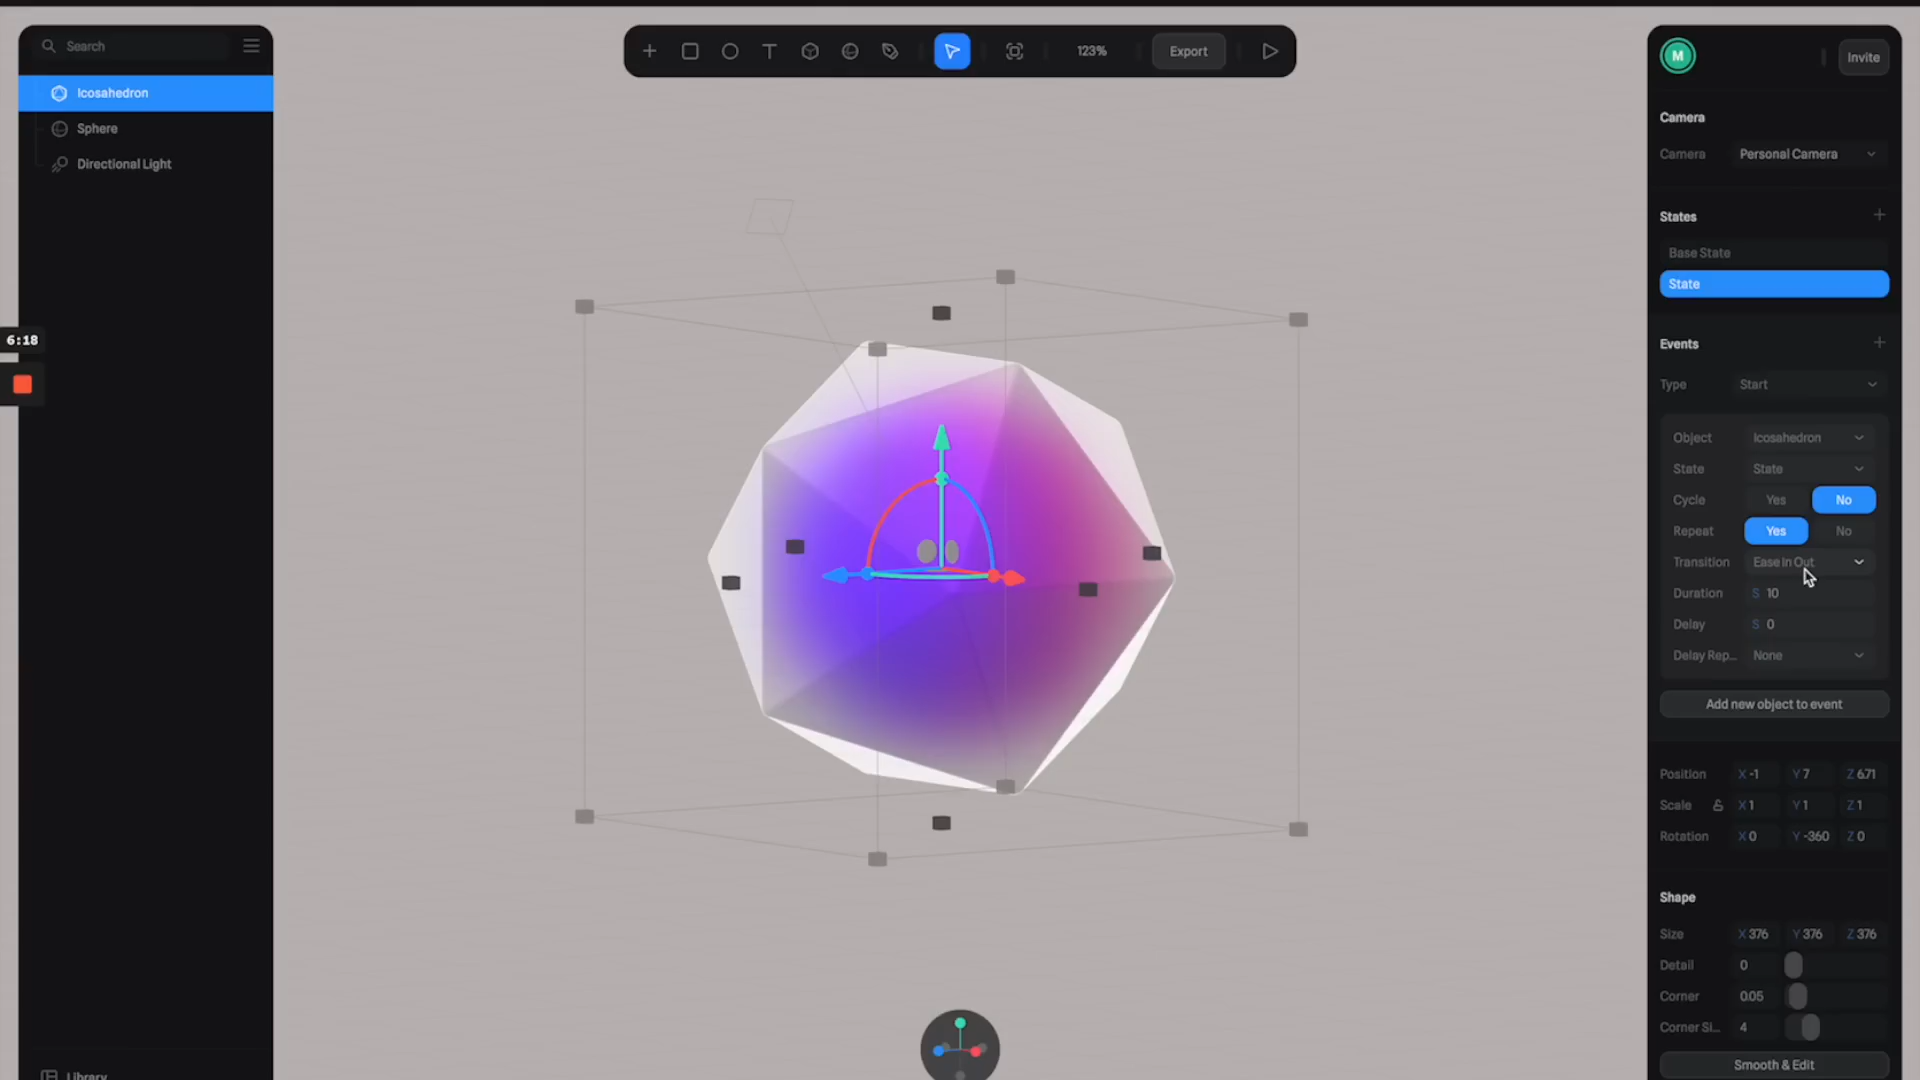 Search
Icosahedron
Sphere
Directional Light
6:18
Library
T
123%
Export
M
Invite
Camera
Camera Personal Camera
States
Base State
State
Events
Type Start
Object Icosahedron
State State
Cycle Yes No
Repeat Yes No
Transition Ease In Out
Duration S 10
Delay S 0
Delay Rep... None
Add new object to event
Position X -1 Y 7 Z 6.71
Scale X 1 Y 1 Z 1
Rotation X 0 Y -360 Z 0
Shape
Size X 376 Y 376 Z 376
Detail 0
Corner 0.05
Corner Si... 4
Smooth & Edit